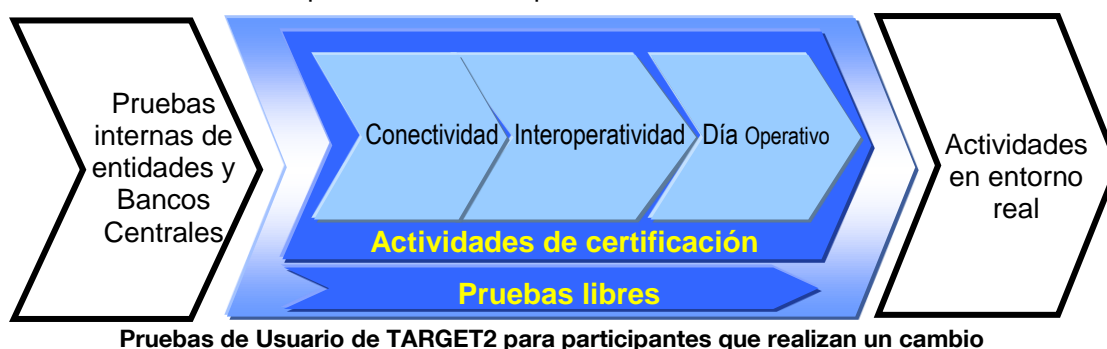 Pruebas
internas de
entidades y
Bancos
Centrales
Conectividad
Interoperatividad
Día Operativo
Actividades de certificación
Pruebas libres
Actividades
en entorno
real
Pruebas de Usuario de TARGET2 para participantes que realizan un cambio